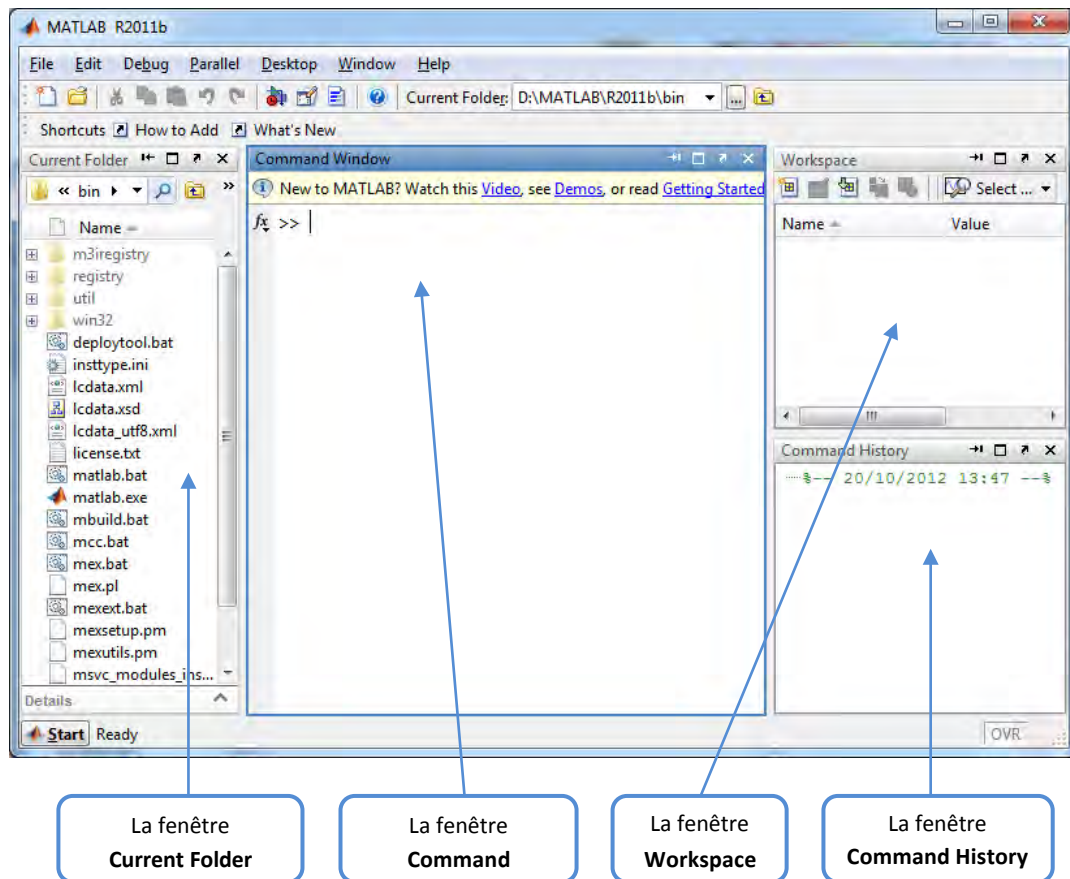 MATLAB R2011b
File Edit Debug Parallel Desktop Window Help
Current Folder: D:\MATLAB\R2011b\bin ...
Shortcuts How to Add What's New
Current Folder
« bin »
Name
m3iregistry
registry
util
win32
deploytool.bat
insttype.ini
lcdata.xml
lcdata.xsd
lcdata_utf8.xml
license.txt
matlab.bat
matlab.exe
mbuild.bat
mcc.bat
mex.bat
mex.pl
mexext.bat
mexsetup.pm
mexutils.pm
msvc_modules_ins...
Details
Command Window
New to MATLAB? Watch this Video, see Demos, or read Getting Started
fx >>
Workspace
Select ...
Name Value
Command History
%-- 20/10/2012 13:47 --%
Start Ready
OVR
La fenêtre
Current Folder
La fenêtre
Command
La fenêtre
Workspace
La fenêtre
Command History